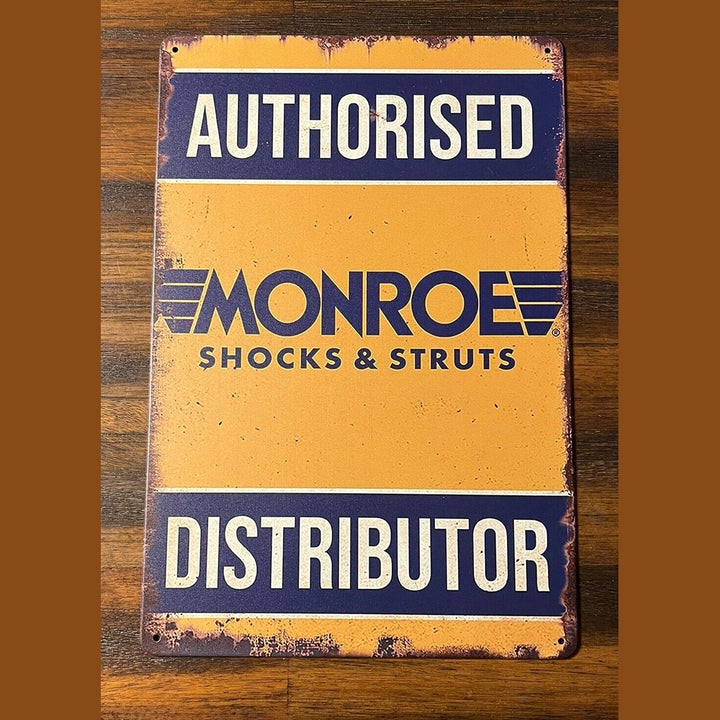 AUTHORISED
MONROE®
SHOCKS & STRUTS
DISTRIBUTOR